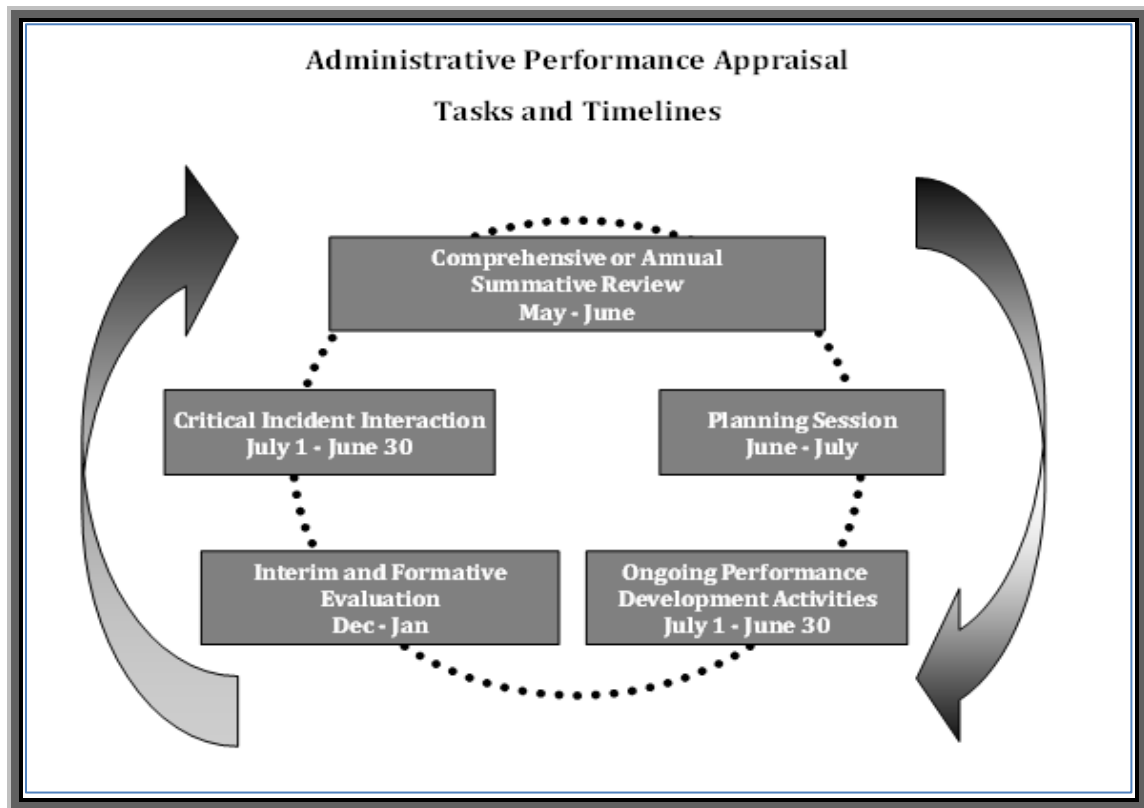 Administrative Performance Appraisal
Tasks and Timelines
Comprehensive or Annual
Summative Review
May - June
Critical Incident Interaction
July 1 - June 30
Planning Session
June - July
Interim and Formative
Evaluation
Dec - Jan
Ongoing Performance
Development Activities
July 1 - June 30